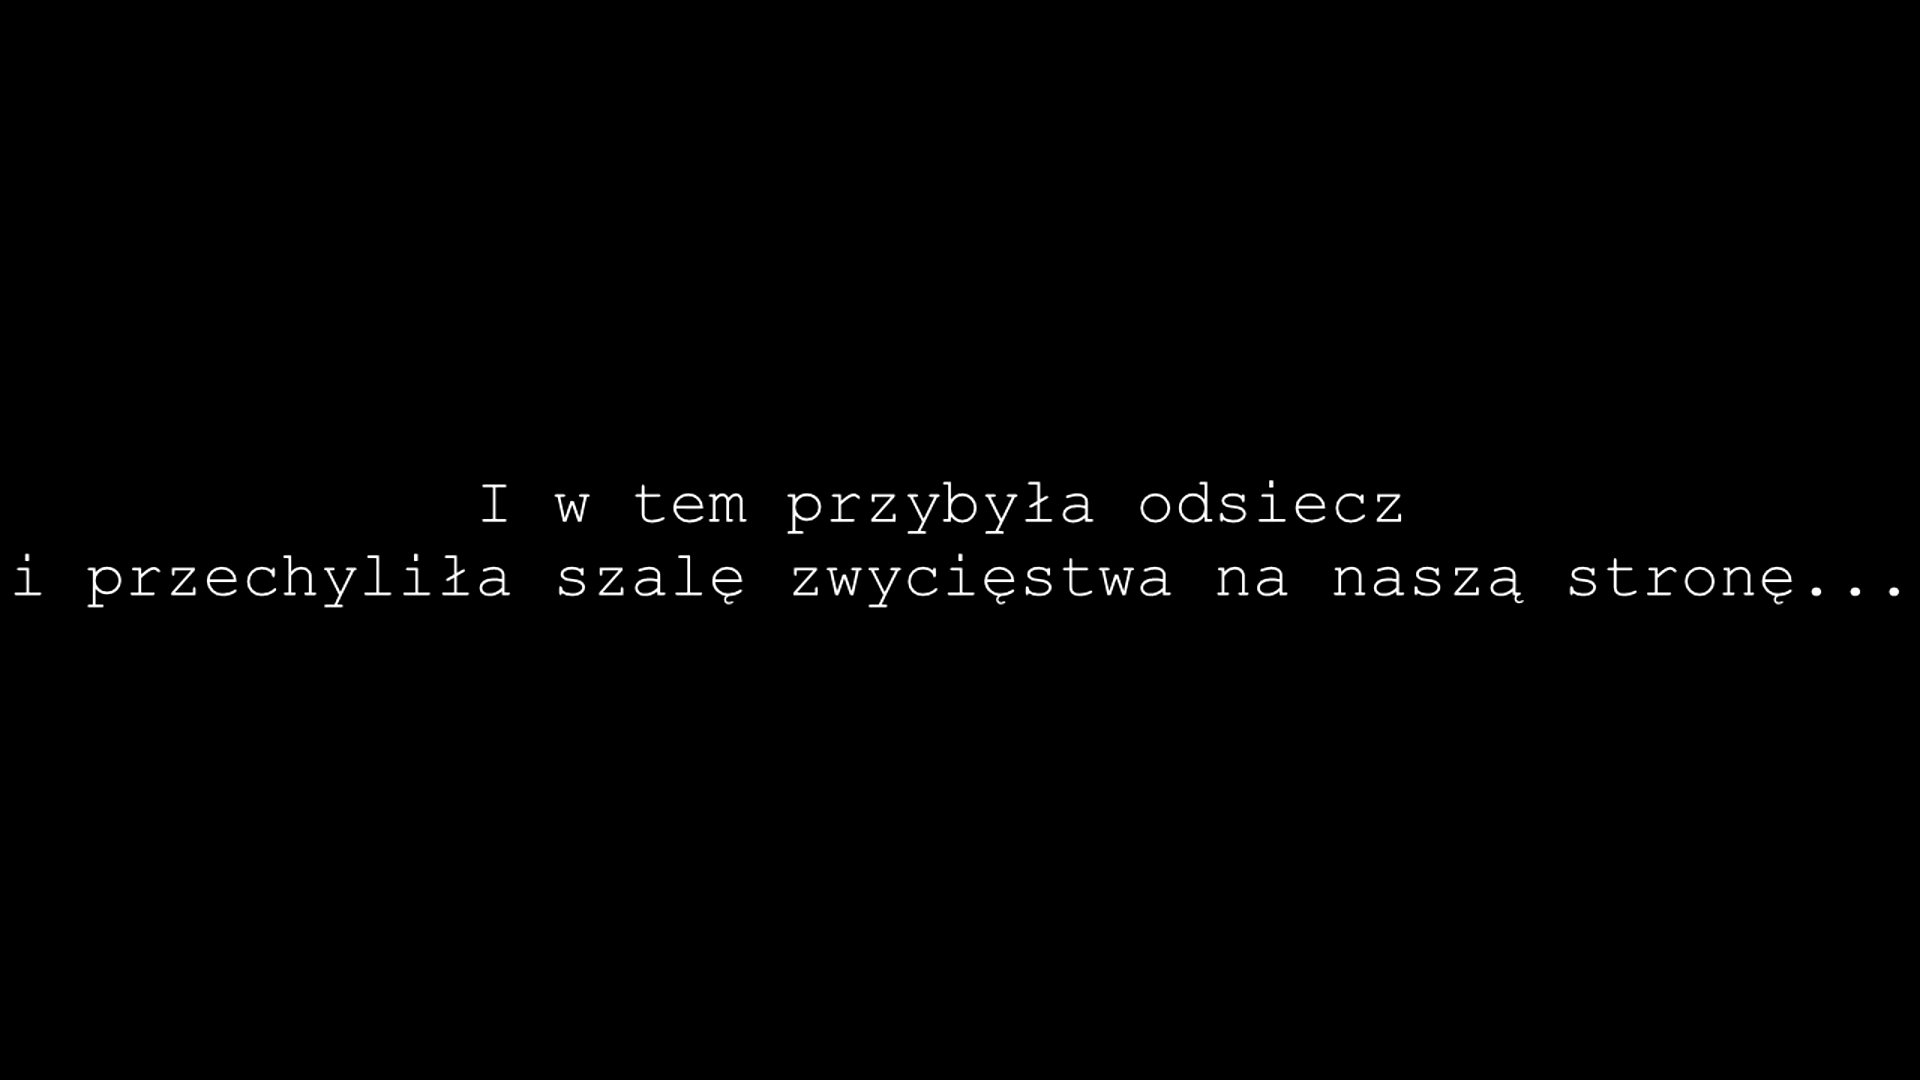 I w tem przybyła odsiecz
i przechyliła szalę zwycięstwa na naszą stronę...